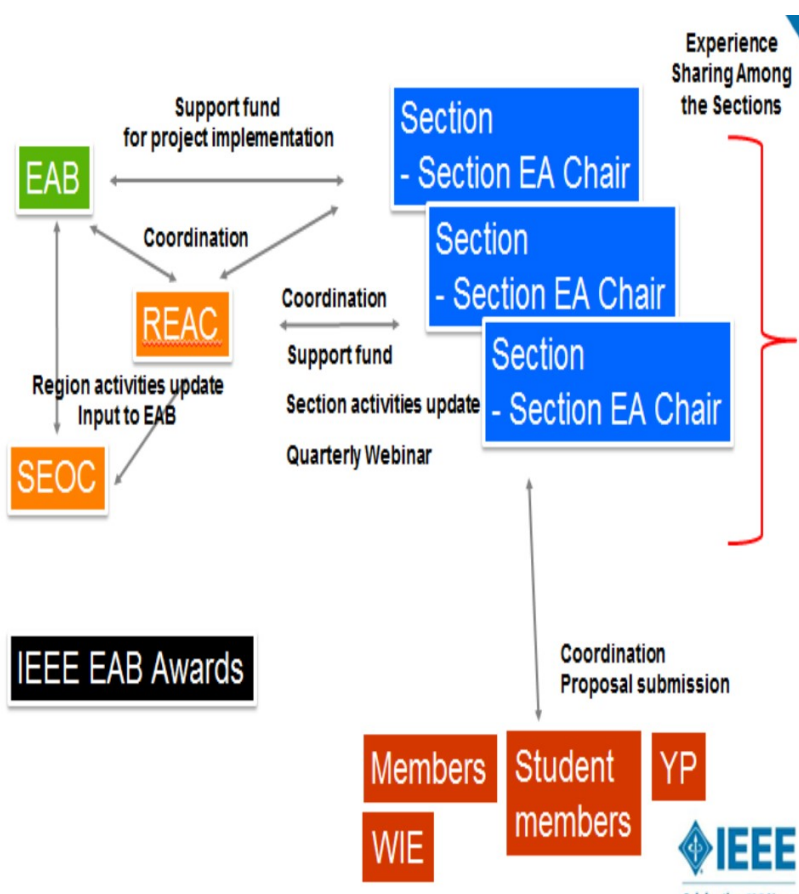 Experience
Sharing Among
the Sections
Support fund
for project implementation
Section
- Section EA Chair
EAB
Coordination
Section
- Section EA Chair
REAC
Coordination
Support fund
Section activities update
Quarterly Webinar
Section
- Section EA Chair
Region activities update
Input to EAB
SEOC
IEEE EAB Awards
Coordination
Proposal submission
Members
Student
members
YP
WIE
IEEE